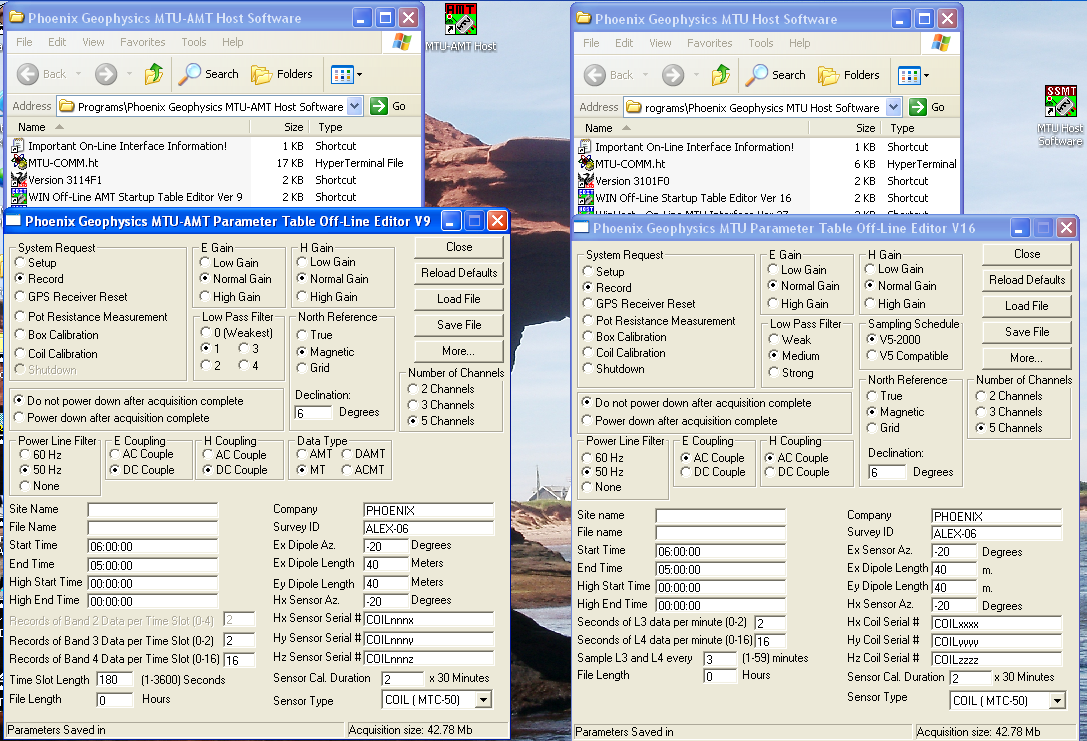 Phoenix Geophysics MTU-AMT Host Software
File Edit View Favorites Tools Help
Back Search Folders
Address Programs\Phoenix Geophysics MTU-AMT Host Software Go
Name Size Type
Important On-Line Interface Information! 1 KB Shortcut
MTU-COMM.ht 17 KB HyperTerminal File
Version 3114F1 2 KB Shortcut
WIN Off-Line AMT Startup Table Editor Ver 9 2 KB Shortcut
AMT
MTU-AMT Host
Phoenix Geophysics MTU Host Software
File Edit View Favorites Tools Help
Back Search Folders
Address rograms\Phoenix Geophysics MTU Host Software Go
Name Size Type
Important On-Line Interface Information! 1 KB Shortcut
MTU-COMM.ht 6 KB HyperTerminal
Version 3101F0 2 KB Shortcut
WIN Off-Line AMT Startup Table Editor Ver 16 2 KB Shortcut
SSMT
MTU Host
Software
Phoenix Geophysics MTU-AMT Parameter Table Off-Line Editor V9
System Request
Setup
Record
GPS Receiver Reset
Pot Resistance Measurement
Box Calibration
Coil Calibration
Shutdown
E Gain
Low Gain
Normal Gain
High Gain
H Gain
Low Gain
Normal Gain
High Gain
Close
Reload Defaults
Load File
Save File
More...
Low Pass Filter
0 (Weakest)
1 3
2 4
North Reference
True
Magnetic
Grid
Declination:
6 Degrees
Number of Channels
2 Channels
3 Channels
5 Channels
Do not power down after acquisition complete
Power down after acquisition complete
Power Line Filter
60 Hz
50 Hz
None
E Coupling
AC Couple
DC Couple
H Coupling
AC Couple
DC Couple
Data Type
AMT DAMT
MT ACMT
Site Name
File Name
Start Time 06:00:00
End Time 05:00:00
High Start Time 00:00:00
High End Time 00:00:00
Records of Band 2 Data per Time Slot (0-4) 2
Records of Band 3 Data per Time Slot (0-2) 2
Records of Band 4 Data per Time Slot (0-16) 16
Time Slot Length 180 (1-3600) Seconds
File Length 0 Hours
Company PHOENIX
Survey ID ALEX-06
Ex Dipole Az. -20 Degrees
Ex Dipole Length 40 Meters
Ey Dipole Length 40 Meters
Hx Sensor Az. -20 Degrees
Hx Sensor Serial # COILnnnx
Hy Sensor Serial # COILnnny
Hz Sensor Serial # COILnnnz
Sensor Cal. Duration 2 x 30 Minutes
Sensor Type COIL ( MTC-50)
Parameters Saved in Acquisition size: 42.78 Mb
Phoenix Geophysics MTU Parameter Table Off-Line Editor V16
System Request
Setup
Record
GPS Receiver Reset
Pot Resistance Measurement
Box Calibration
Coil Calibration
Shutdown
E Gain
Low Gain
Normal Gain
High Gain
H Gain
Low Gain
Normal Gain
High Gain
Close
Reload Defaults
Load File
Save File
More...
Low Pass Filter
Weak
Medium
Strong
Sampling Schedule
V5-2000
V5 Compatible
North Reference
True
Magnetic
Grid
Declination:
6 Degrees
Number of Channels
2 Channels
3 Channels
5 Channels
Do not power down after acquisition complete
Power down after acquisition complete
Power Line Filter
60 Hz
50 Hz
None
E Coupling
AC Couple
DC Couple
H Coupling
AC Couple
DC Couple
Site name
File name
Start Time 06:00:00
End Time 05:00:00
High Start Time 00:00:00
High End Time 00:00:00
Seconds of L3 data per minute (0-2) 2
Seconds of L4 data per minute (0-16) 16
Sample L3 and L4 every 3 (1-59) minutes
File Length 0 Hours
Company PHOENIX
Survey ID ALEX-06
Ex Sensor Az. -20 Degrees
Ex Dipole Length 40 m.
Ey Dipole Length 40 m.
Hx Sensor Az. -20 Degrees
Hx Coil Serial # COILxxxx
Hy Coil Serial # COILyyyy
Hz Coil Serial # COILzzzz
Sensor Cal. Duration 2 x 30 Minutes
Sensor Type COIL ( MTC-50)
Parameters Saved in Acquisition size: 42.78 Mb